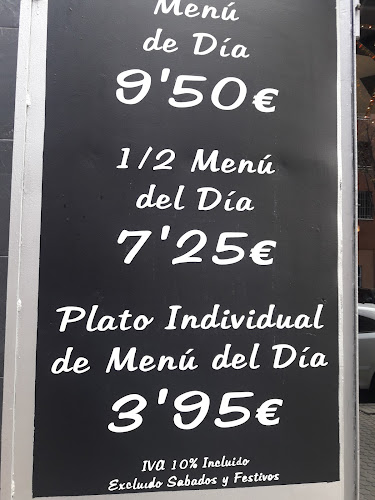 Menú
de Día
9'50€
1/2 Menú
del Día
7'25€
Plato Individual
de Menú del Día
3'95€
IVA 10% Incluido
Excluido Sabados y Festivos